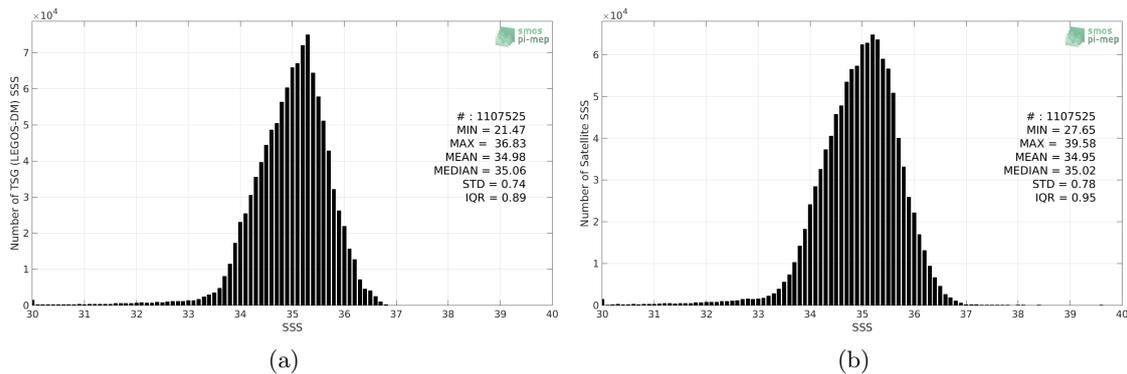 ×10⁴
smos
pi-mep
7
6
5
4
3
2
1
0
Number of TSG (LEGOS-DM) SSS
# : 1107525
MIN = 21.47
MAX = 36.83
MEAN = 34.98
MEDIAN = 35.06
STD = 0.74
IQR = 0.89
30 31 32 33 34 35 36 37 38 39 40
SSS
(a)
×10⁴
smos
pi-mep
6
5
4
3
2
1
0
Number of Satellite SSS
# : 1107525
MIN = 27.65
MAX = 39.58
MEAN = 34.95
MEDIAN = 35.02
STD = 0.78
IQR = 0.95
30 31 32 33 34 35 36 37 38 39 40
SSS
(b)